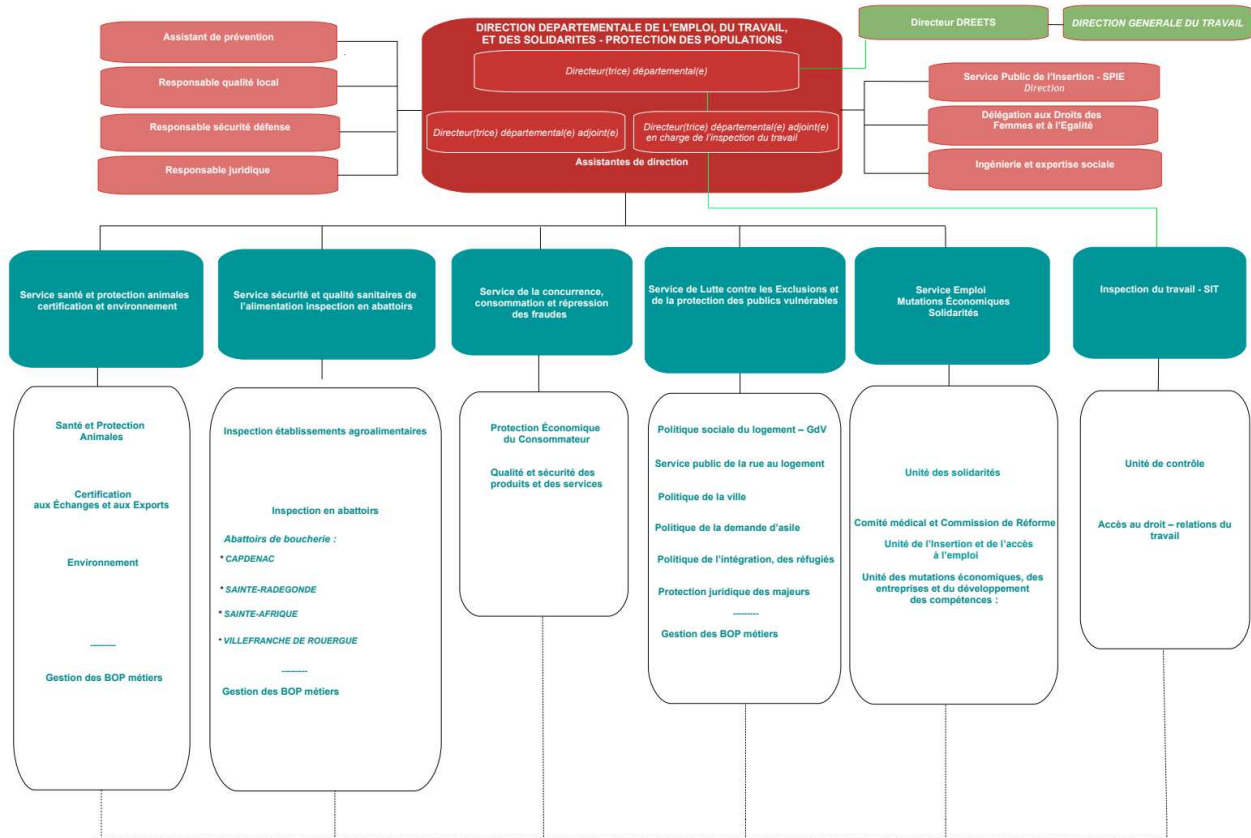 DIRECTION DEPARTEMENTALE DE L'EMPLOI, DU TRAVAIL,
ET DES SOLIDARITES - PROTECTION DES POPULATIONS
Directeur(trice) départemental(e)
Directeur(trice) départemental(e) adjoint(e)
Directeur(trice) départemental(e) adjoint(e)
en charge de l'inspection du travail
Assistantes de direction
Directeur DREETS
DIRECTION GENERALE DU TRAVAIL
Assistant de prévention
Responsable qualité local
Responsable sécurité défense
Responsable juridique
Service Public de l'Insertion - SPIE
Direction
Délégation aux Droits des
Femmes et à l'Egalité
Ingénierie et expertise sociale
Service santé et protection animales
certification et environnement
Service sécurité et qualité sanitaires de
l'alimentation inspection en abattoirs
Service de la concurrence,
consommation et répression
des fraudes
Service de Lutte contre les Exclusions et
de la protection des publics vulnérables
Service Emploi
Mutations Économiques
Solidarités
Inspection du travail - SIT
Santé et Protection
Animales
Certification
aux Échanges et aux Exports
Environnement
---------
Gestion des BOP métiers
Inspection établissements agroalimentaires
Inspection en abattoirs
Abattoirs de boucherie :
* CAPDENAC
* SAINTE-RADEGONDE
* SAINTE-AFRIQUE
* VILLEFRANCHE DE ROUERGUE
---------
Gestion des BOP métiers
Protection Économique
du Consommateur
Qualité et sécurité des
produits et des services
Politique sociale du logement – GdV
Service public de la rue au logement
Politique de la ville
Politique de la demande d'asile
Politique de l'intégration, des réfugiés
Protection juridique des majeurs
---------
Gestion des BOP métiers
Unité des solidarités
Comité médical et Commission de Réforme
Unité de l'Insertion et de l'accès
à l'emploi
Unité des mutations économiques, des
entreprises et du développement
des compétences :
Unité de contrôle
Accès au droit – relations du
travail